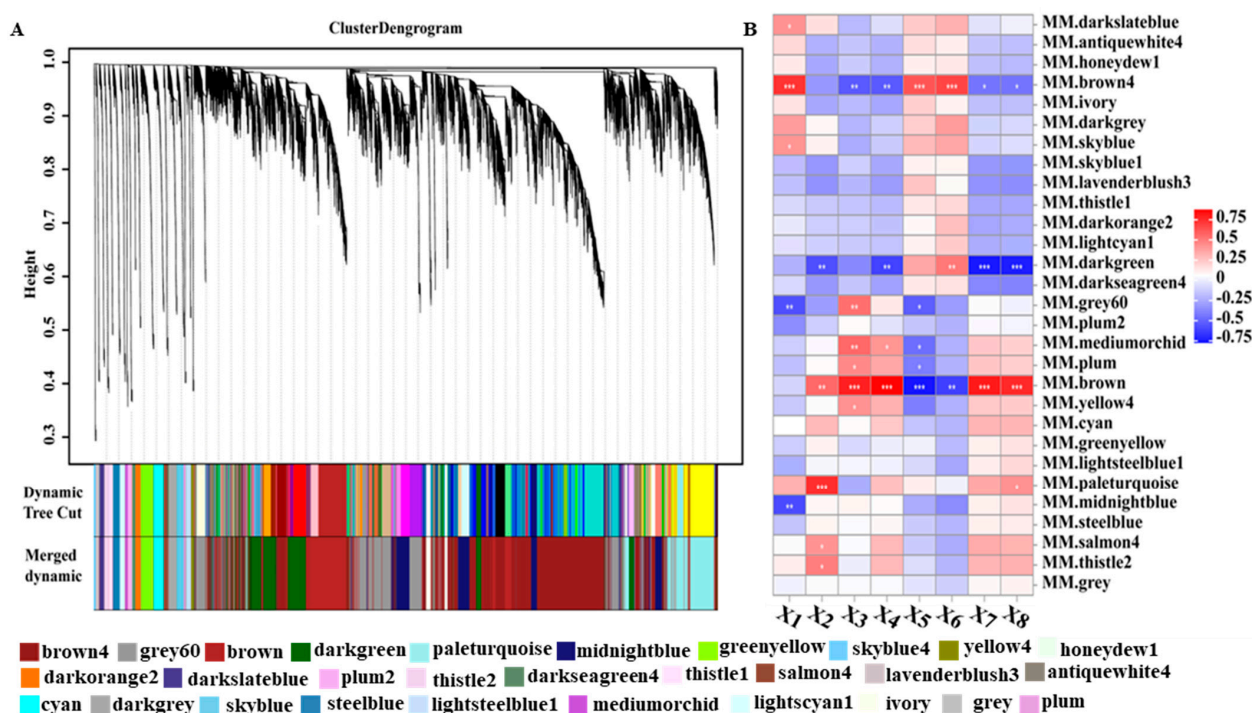 A
ClusterDengrogram
Height
1.0
0.9
0.8
0.7
0.6
0.5
0.4
0.3
Dynamic
Tree Cut
Merged
dynamic
B
MM.darkslateblue
MM.antiquewhite4
MM.honeydew1
MM.brown4
MM.ivory
MM.darkgrey
MM.skyblue
MM.skyblue1
MM.lavenderblush3
MM.thistle1
MM.darkorange2
MM.lightcyan1
MM.darkgreen
MM.darkseagreen4
MM.grey60
MM.plum2
MM.mediumorchid
MM.plum
MM.brown
MM.yellow4
MM.cyan
MM.greenyellow
MM.lightsteelblue1
MM.paleturquoise
MM.midnightblue
MM.steelblue
MM.salmon4
MM.thistle2
MM.grey
X1 X2 X3 X4 X5 X6 X7 X8
0.75
0.5
0.25
0
-0.25
-0.5
-0.75
brown4 grey60 brown darkgreen paleturquoise midnightblue greenyellow skyblue4 yellow4 honeydew1
darkorange2 darkslateblue plum2 thistle2 darkseagreen4 thistle1 salmon4 lavenderblush3 antiquewhite4
cyan darkgrey skyblue steelblue lightsteelblue1 mediumorchid lightscyan1 ivory grey plum